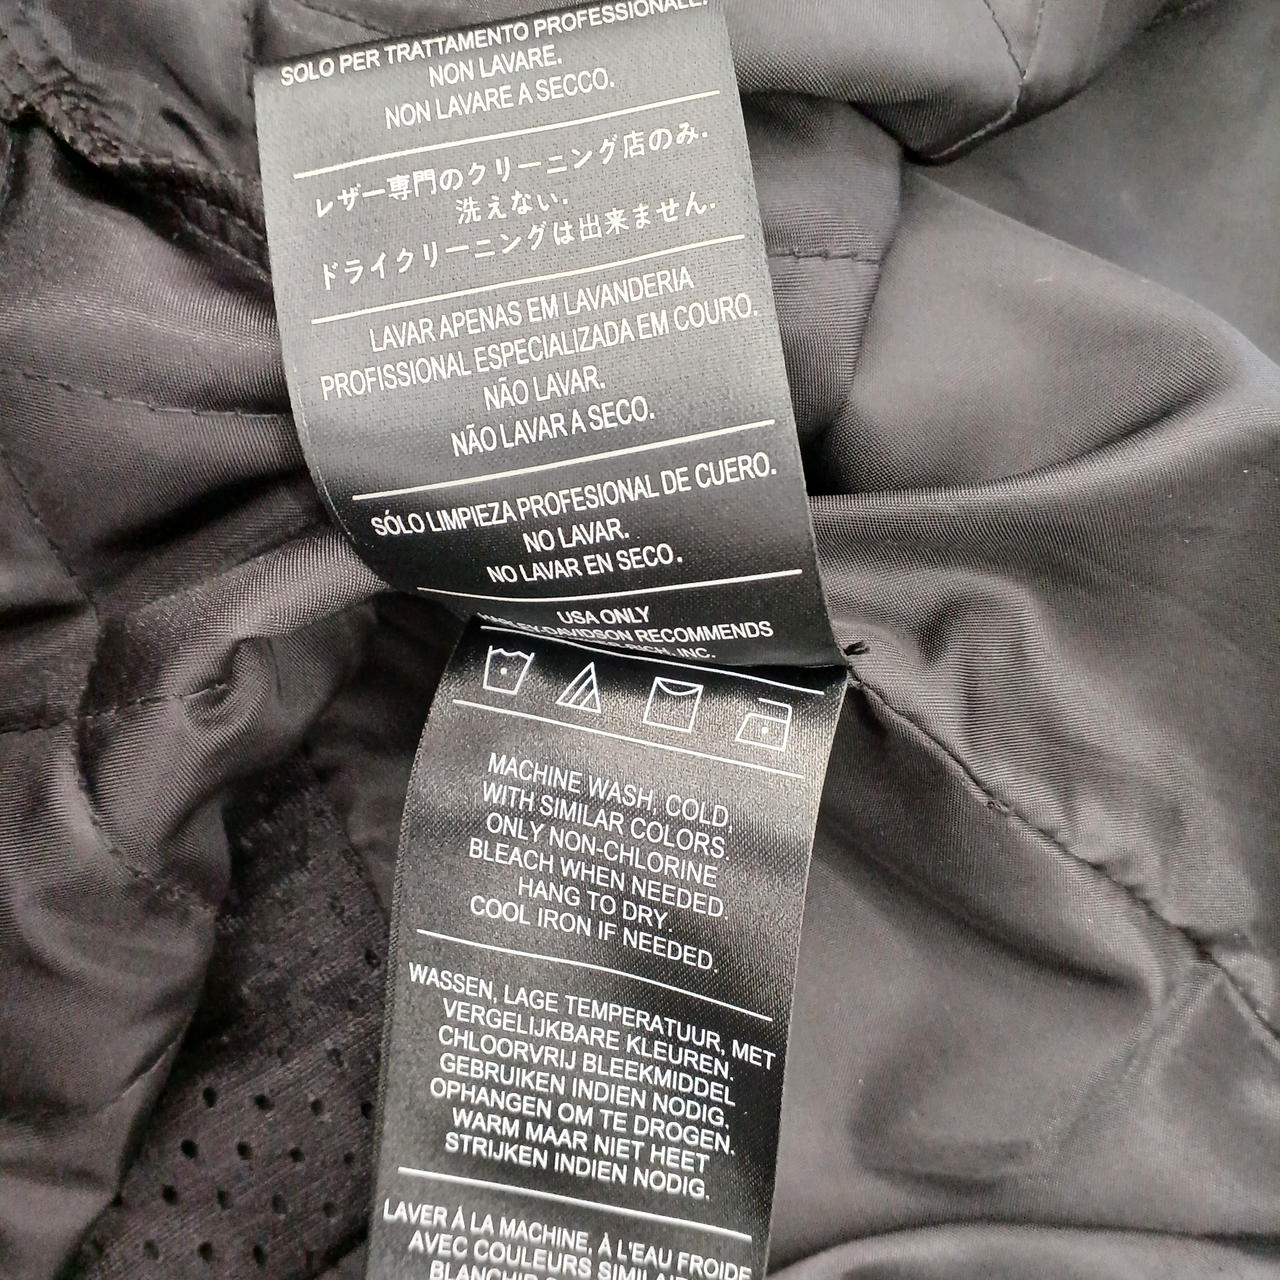 SOLO PER TRATTAMENTO PROFESSIONALE.
NON LAVARE.
NON LAVARE A SECCO.
レザー専門のクリーニング店のみ.
洗えない.
ドライクリーニングは出来ません.
LAVAR APENAS EM LAVANDERIA
PROFISSIONAL ESPECIALIZADA EM COURO.
NÃO LAVAR.
NÃO LAVAR A SECO.
SÓLO LIMPIEZA PROFESIONAL DE CUERO.
NO LAVAR.
NO LAVAR EN SECO.
USA ONLY
HARLEY-DAVIDSON RECOMMENDS
RICH, INC.
MACHINE WASH, COLD,
WITH SIMILAR COLORS.
ONLY NON-CHLORINE
BLEACH WHEN NEEDED.
HANG TO DRY
COOL IRON IF NEEDED.
WASSEN, LAGE TEMPERATUUR, MET
VERGELIJKBARE KLEUREN.
CHLOORVRIJ BLEEKMIDDEL
GEBRUIKEN INDIEN NODIG.
OPHANGEN OM TE DROGEN.
WARM MAAR NIET HEET
STRIJKEN INDIEN NODIG.
LAVER À LA MACHINE, À L'EAU FROIDE
AVEC COULEURS
BLANCHIR